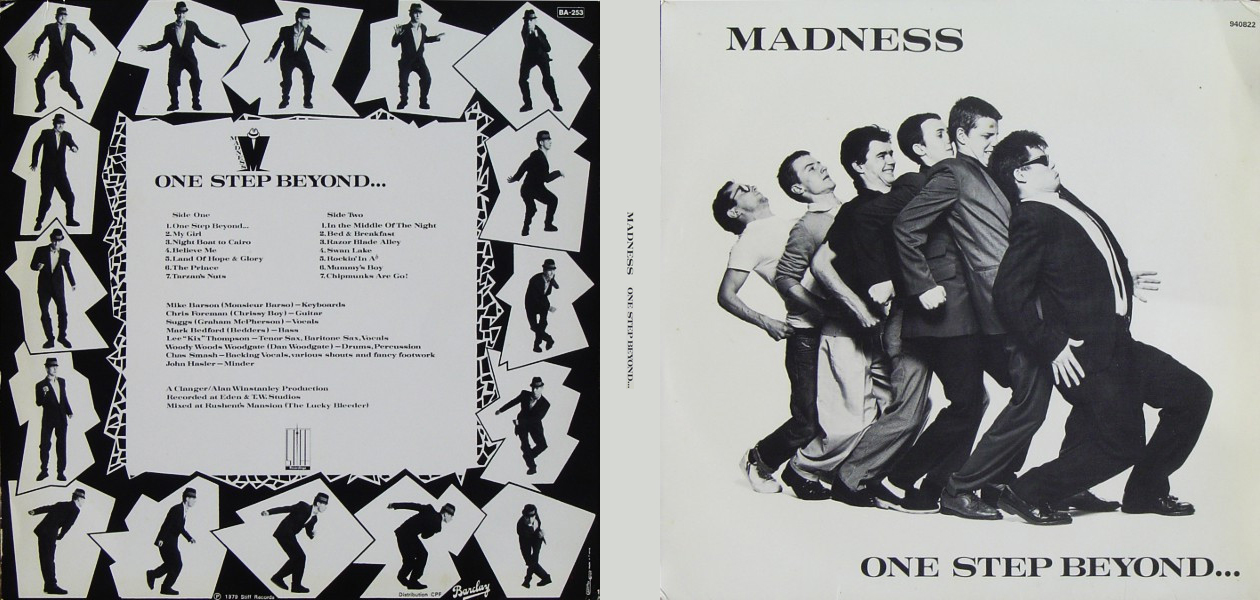 BA-253
MADNESS
ONE STEP BEYOND...
Side One
1. One Step Beyond...
2. My Girl
3. Night Boat to Cairo
4. Believe Me
5. Land Of Hope & Glory
6. The Prince
7. Tarzan's Nuts
Side Two
1. In the Middle Of The Night
2. Bed & Breakfast
3. Razor Blade Alley
4. Swan Lake
5. Rockin' In A♭
6. Mummy's Boy
7. Chipmunks Are Go!
Mike Barson (Monsieur Barso) — Keyboards
Chris Foreman (Chrissy Boy) — Guitar
Suggs (Graham McPherson) — Vocals
Mark Bedford (Bedders) — Bass
Lee "Kix" Thompson — Tenor Sax, Baritone Sax, Vocals
Woody Woods Woodgate (Dan Woodgate) — Drums, Percussion
Chas Smash — Backing Vocals, various shouts and fancy footwork
John Hasler — Minder
A Clanger/Alan Winstanley Production
Recorded at Eden & T.W. Studios
Mixed at Rushent's Mansion (The Lucky Bleeder)
℗ 1979 Stiff Records
Distribution CPF
Barclay
MADNESS ONE STEP BEYOND...
MADNESS
940822
ONE STEP BEYOND...